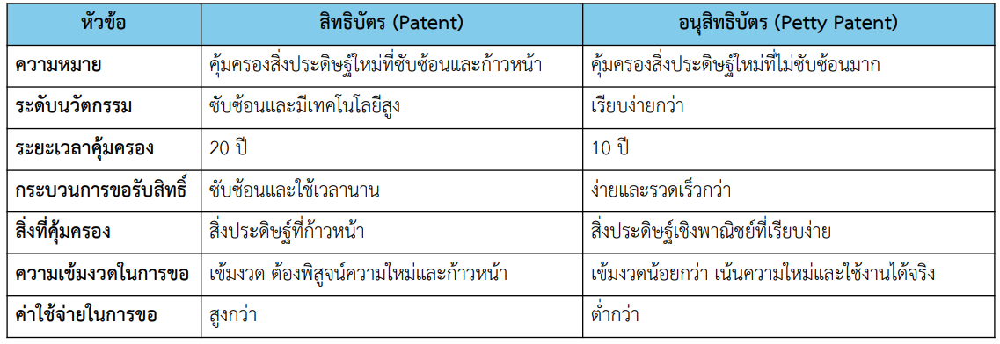 หัวข้อ สิทธิบัตร (Patent) อนุสิทธิบัตร (Petty Patent)
ความหมาย คุ้มครองสิ่งประดิษฐ์ใหม่ที่ซับซ้อนและก้าวหน้า คุ้มครองสิ่งประดิษฐ์ใหม่ที่ไม่ซับซ้อนมาก
ระดับนวัตกรรม ซับซ้อนและมีเทคโนโลยีสูง เรียบง่ายกว่า
ระยะเวลาคุ้มครอง 20 ปี 10 ปี
กระบวนการขอรับสิทธิ์ ซับซ้อนและใช้เวลานาน ง่ายและรวดเร็วกว่า
สิ่งที่คุ้มครอง สิ่งประดิษฐ์ที่ก้าวหน้า สิ่งประดิษฐ์เชิงพาณิชย์ที่เรียบง่าย
ความเข้มงวดในการขอ เข้มงวด ต้องพิสูจน์ความใหม่และก้าวหน้า เข้มงวดน้อยกว่า เน้นความใหม่และใช้งานได้จริง
ค่าใช้จ่ายในการขอ สูงกว่า ต่ำกว่า